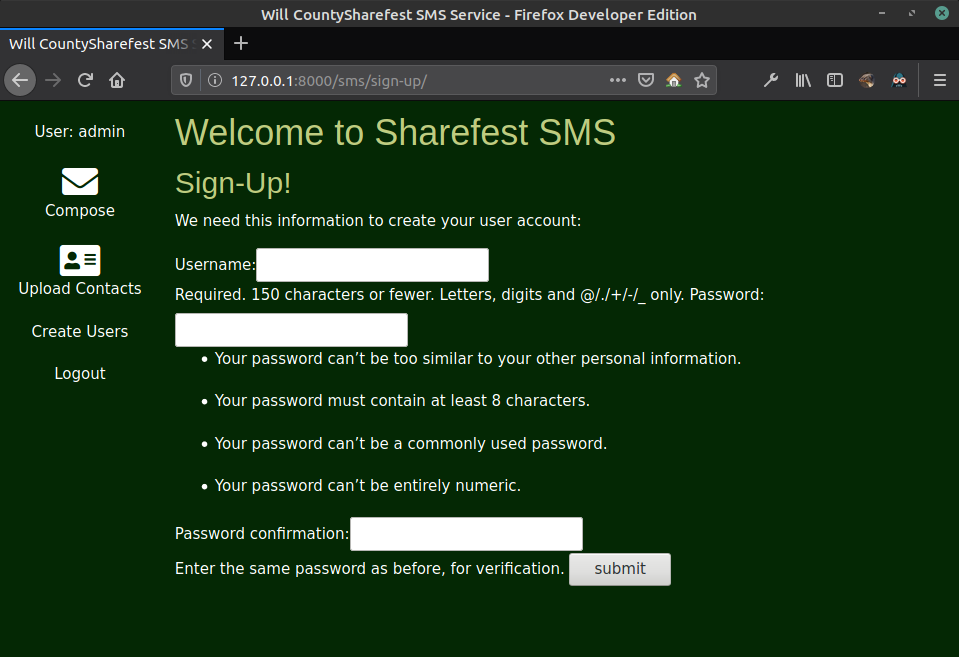 Will CountySharefest SMS Service - Firefox Developer Edition
Will CountySharefest SMS
127.0.0.1:8000/sms/sign-up/
User: admin
Compose
Upload Contacts
Create Users
Logout
Welcome to Sharefest SMS
Sign-Up!
We need this information to create your user account:
Username:
Required. 150 characters or fewer. Letters, digits and @/./+/-/_ only. Password:
• Your password can’t be too similar to your other personal information.
• Your password must contain at least 8 characters.
• Your password can’t be a commonly used password.
• Your password can’t be entirely numeric.
Password confirmation:
Enter the same password as before, for verification. submit